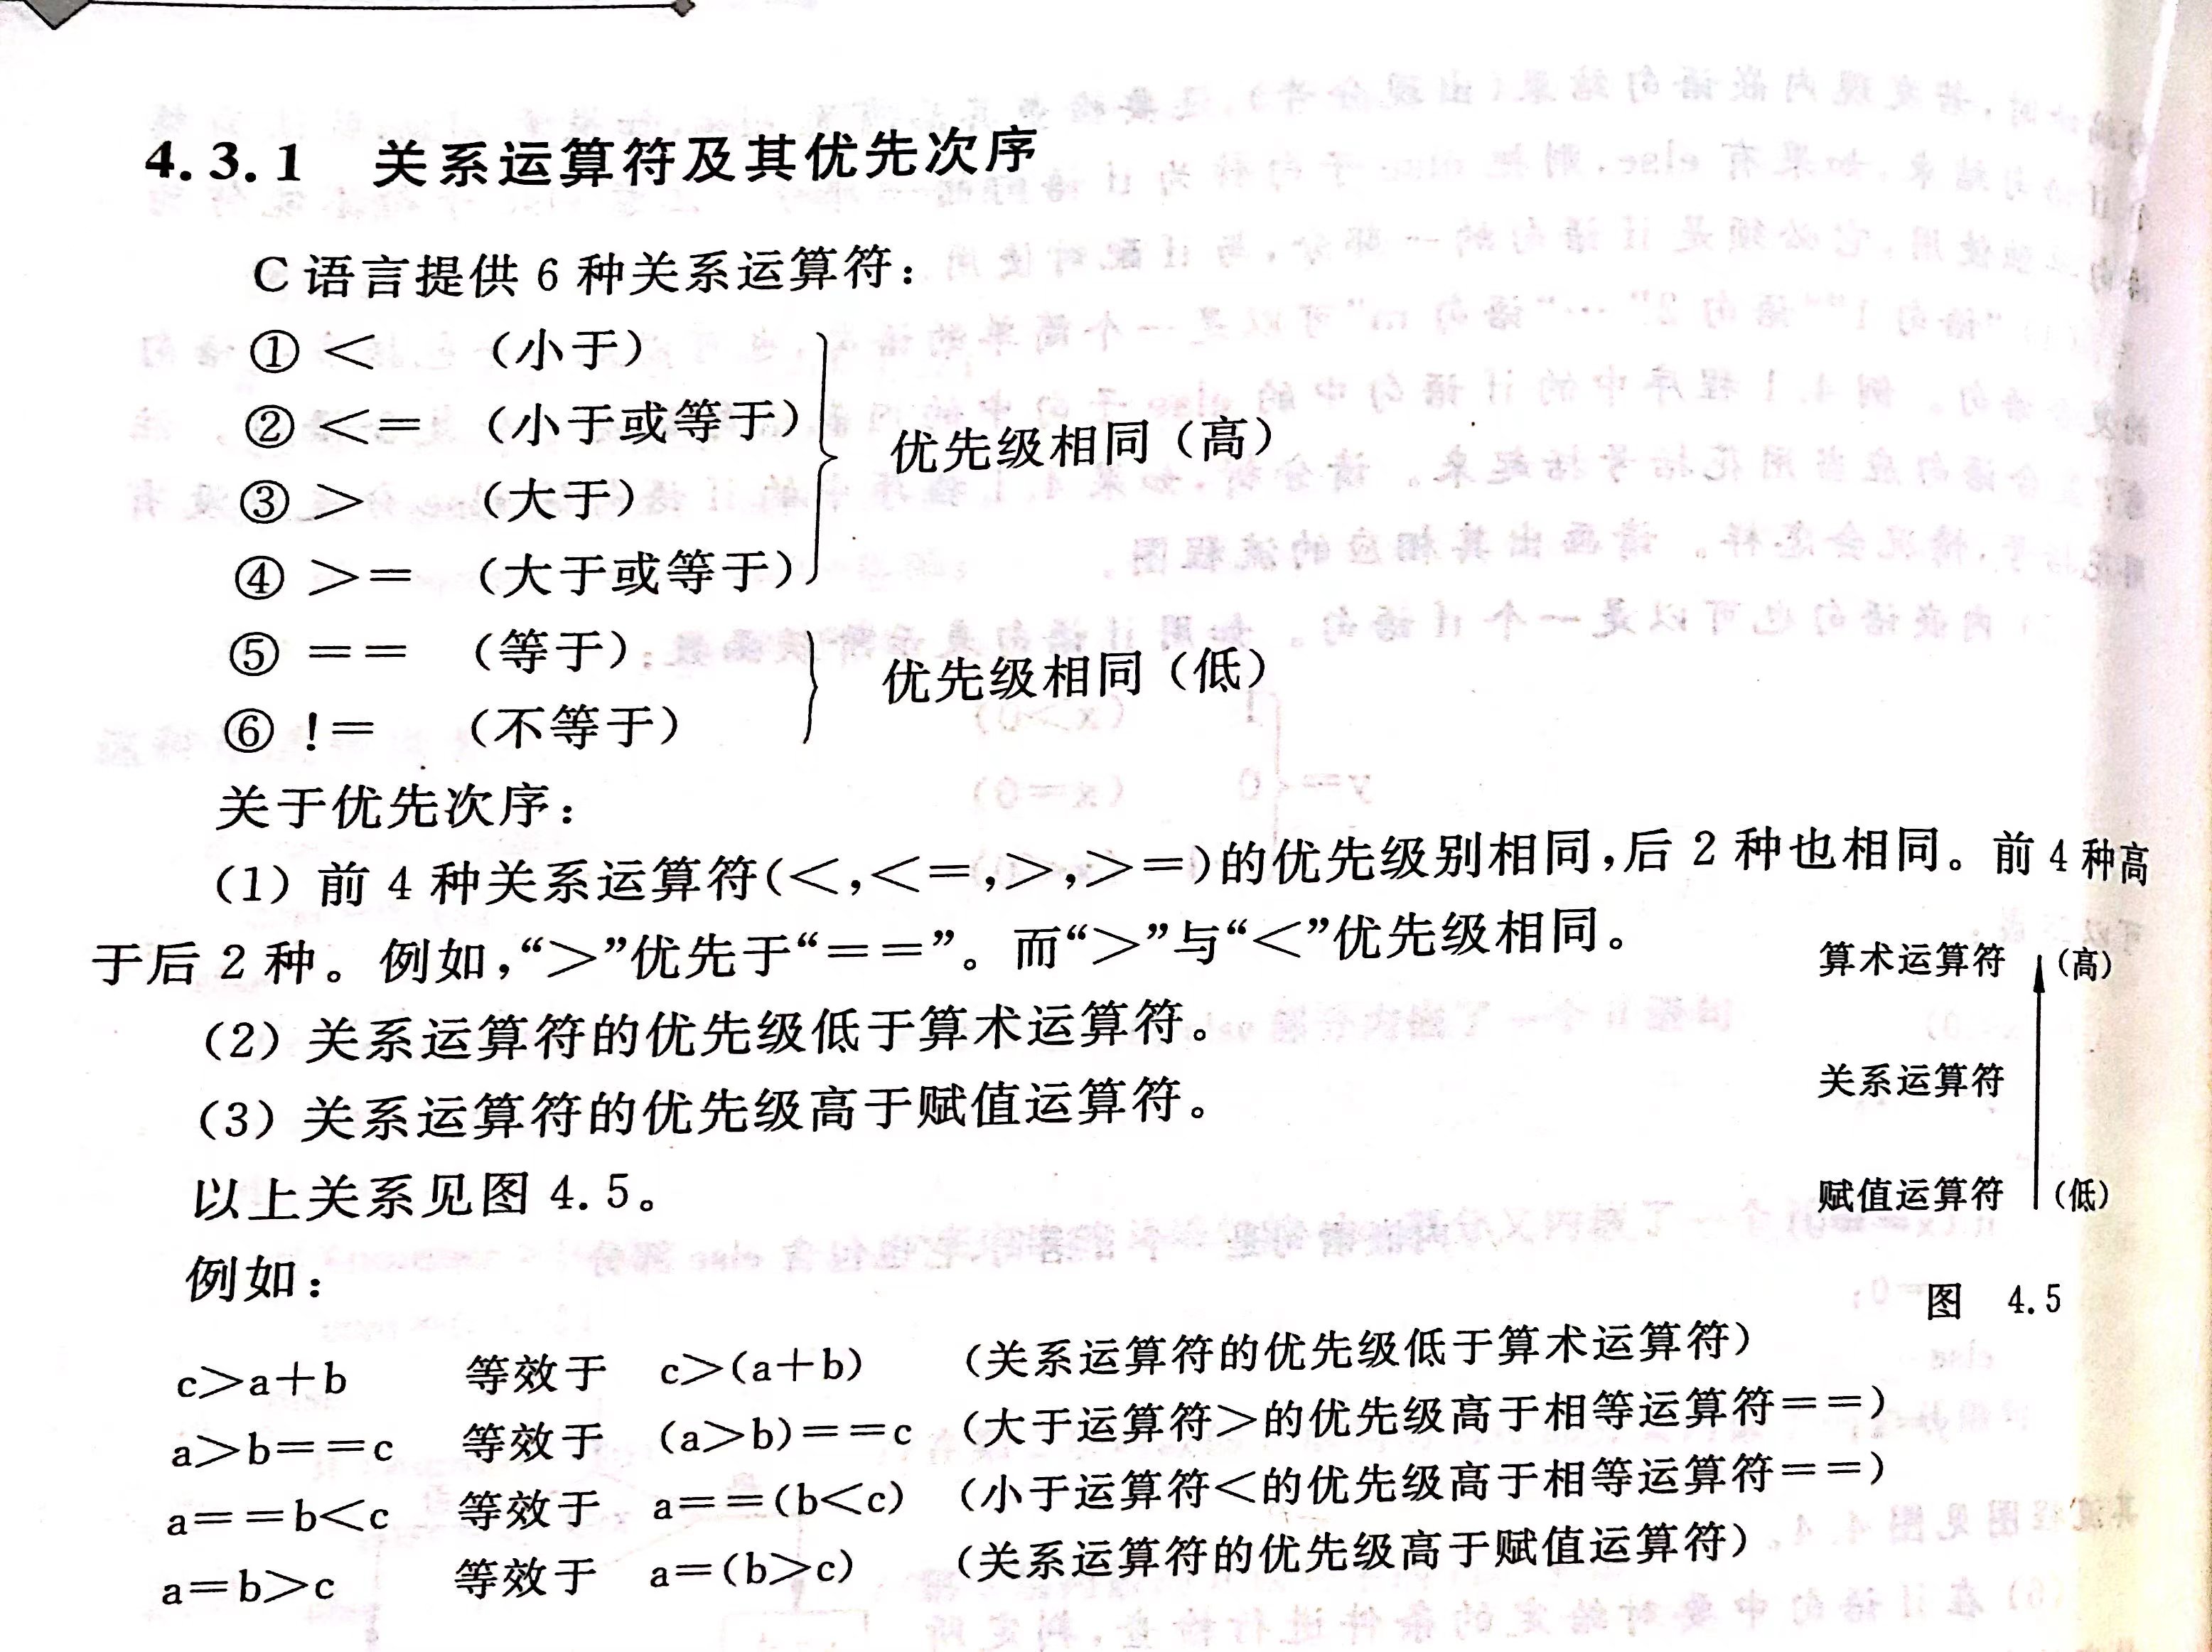 4.3.1 关系运算符及其优先次序
C 语言提供 6 种关系运算符：
① < （小于）
② <= （小于或等于）
③ > （大于）
④ >= （大于或等于）
优先级相同（高）
⑤ == （等于）
⑥ != （不等于）
优先级相同（低）
关于优先次序：
（1）前 4 种关系运算符(<,<=,>,>=)的优先级别相同,后 2 种也相同。前 4 种高
于后 2 种。例如,“>”优先于“==”。而“>”与“<”优先级相同。
（2）关系运算符的优先级低于算术运算符。
（3）关系运算符的优先级高于赋值运算符。
以上关系见图 4.5。
算术运算符 （高）
关系运算符
赋值运算符 （低）
图 4.5
例如：
c>a+b 等效于 c>(a+b) （关系运算符的优先级低于算术运算符）
a>b==c 等效于 (a>b)==c （大于运算符>的优先级高于相等运算符==）
a==b<c 等效于 a==(b<c) （小于运算符<的优先级高于相等运算符==）
a=b>c 等效于 a=(b>c) （关系运算符的优先级高于赋值运算符）